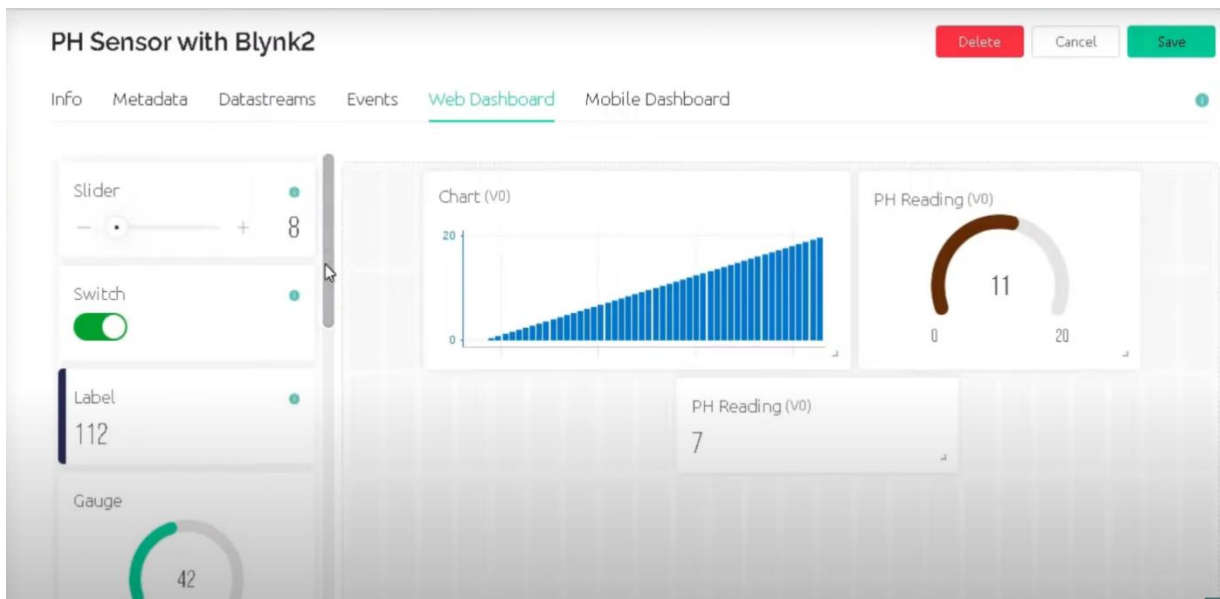 PH Sensor with Blynk2
Delete Cancel Save
Info Metadata Datastreams Events Web Dashboard Mobile Dashboard
Slider
− + 8
Switch
Label
112
Gauge
42
Chart (V0)
20
0
PH Reading (V0)
11
0 20
PH Reading (V0)
7